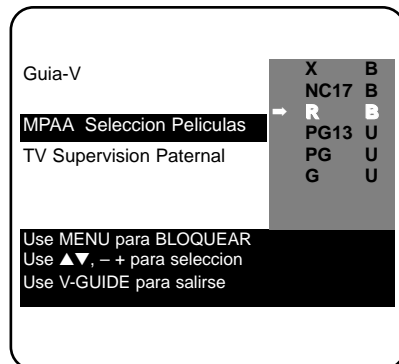 Guia-V
MPAA Seleccion Peliculas
TV Supervision Paternal
X B
NC17 B
➡ R B
PG13 U
PG U
G U
Use MENU para BLOQUEAR
Use ▲▼, – + para seleccion
Use V-GUIDE para salirse